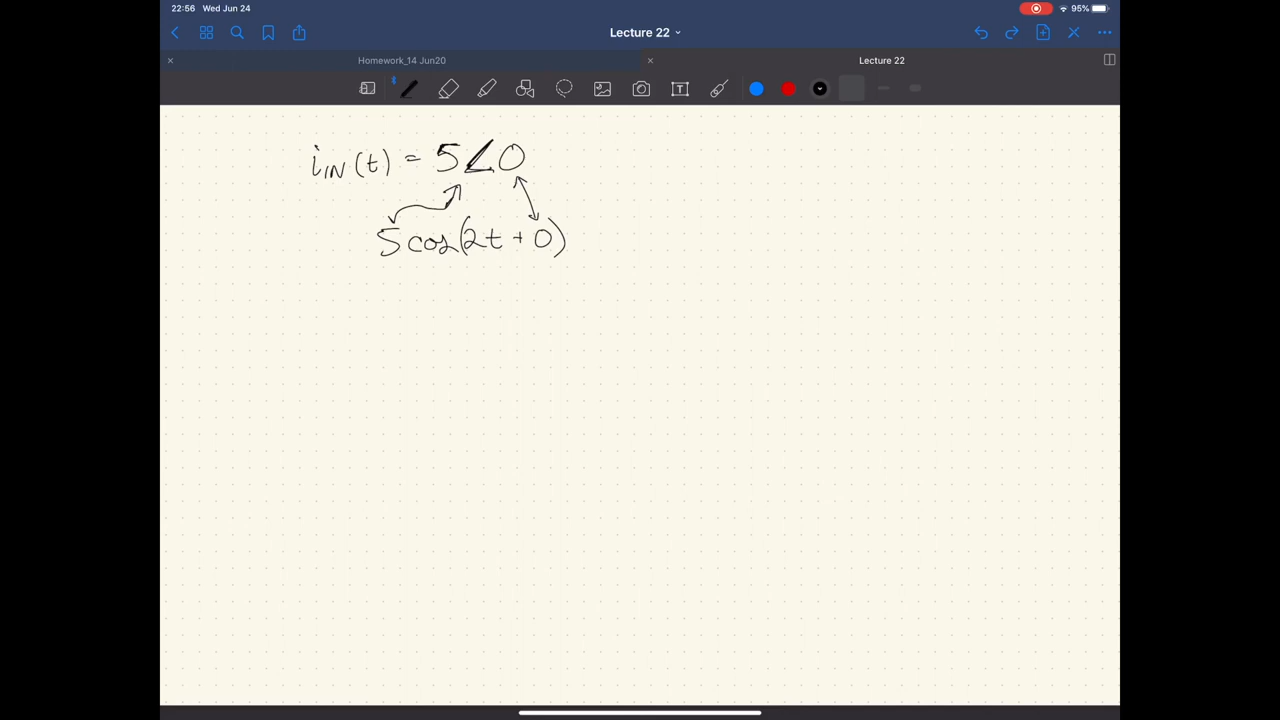 22:56 Wed Jun 24
95%
Lecture 22
Homework_14 Jun20
Lecture 22
T
i_IN (t) = 5∠0
5 cos(2t + 0)